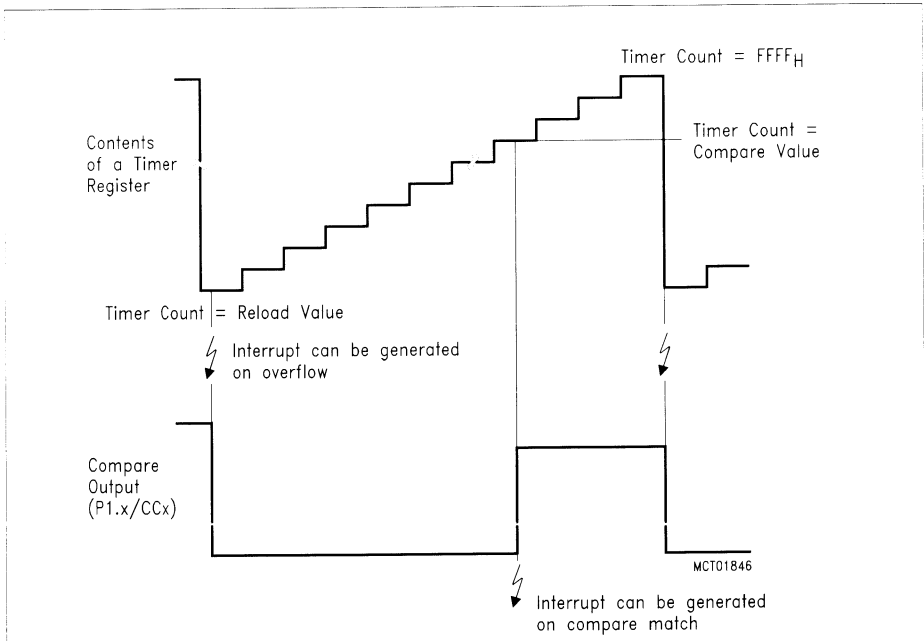 Timer Count = FFFFH
Contents
of a Timer
Register
Timer Count =
Compare Value
Timer Count = Reload Value
Interrupt can be generated
on overflow
Compare
Output
(P1.x/CCx)
MCT01846
Interrupt can be generated
on compare match